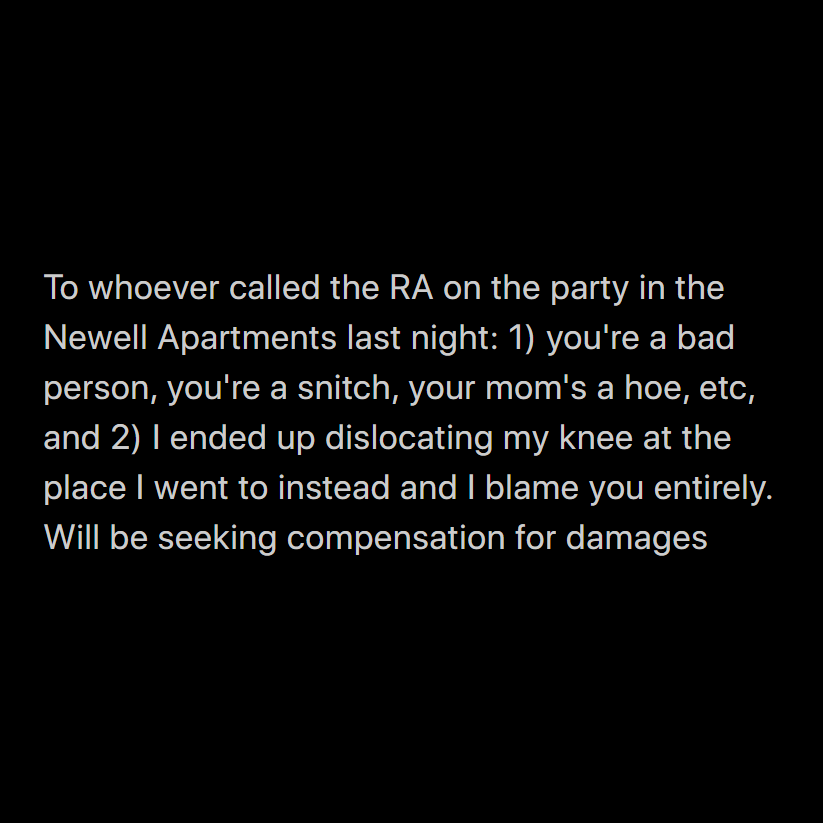 To whoever called the RA on the party in the
Newell Apartments last night: 1) you're a bad
person, you're a snitch, your mom's a hoe, etc,
and 2) I ended up dislocating my knee at the
place I went to instead and I blame you entirely.
Will be seeking compensation for damages